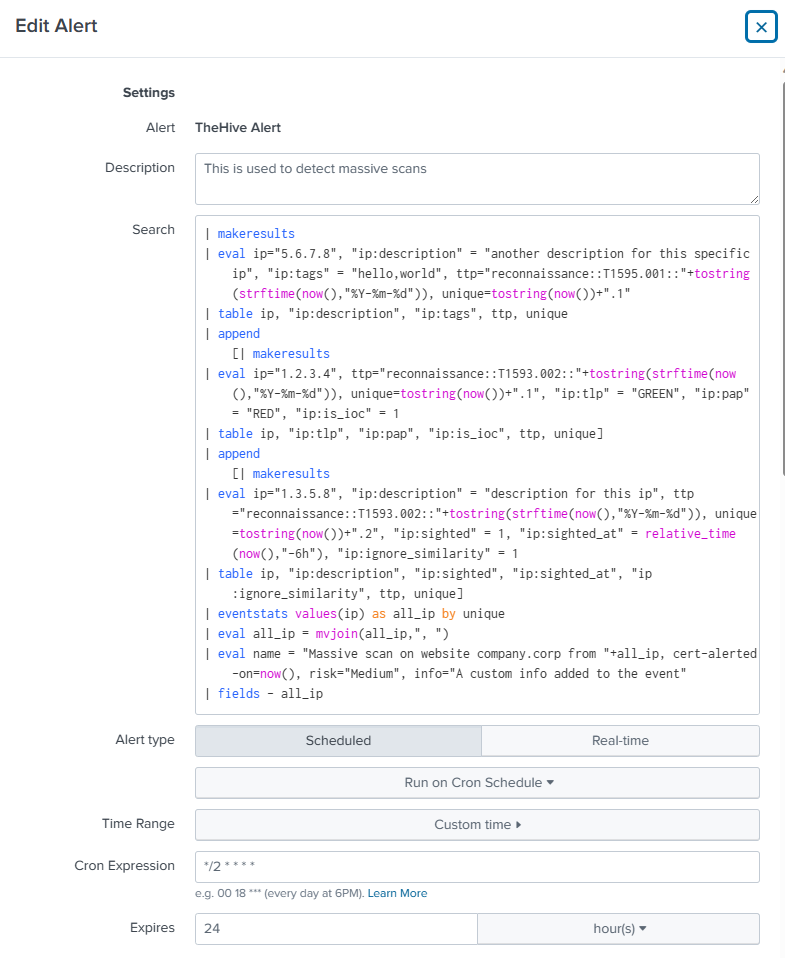 Edit Alert
Settings
Alert TheHive Alert
Description This is used to detect massive scans
Search
| makeresults
| eval ip="5.6.7.8", "ip:description" = "another description for this specific
ip", "ip:tags" = "hello,world", ttp="reconnaissance::T1595.001::"+tostring
(strftime(now(),"%Y-%m-%d")), unique=tostring(now())+".1"
| table ip, "ip:description", "ip:tags", ttp, unique
| append
[| makeresults
| eval ip="1.2.3.4", ttp="reconnaissance::T1593.002::"+tostring(strftime(now
(),"%Y-%m-%d")), unique=tostring(now())+".1", "ip:tlp" = "GREEN", "ip:pap"
= "RED", "ip:is_ioc" = 1
| table ip, "ip:tlp", "ip:pap", "ip:is_ioc", ttp, unique]
| append
[| makeresults
| eval ip="1.3.5.8", "ip:description" = "description for this ip", ttp
="reconnaissance::T1593.002::"+tostring(strftime(now(),"%Y-%m-%d")), unique
=tostring(now())+".2", "ip:sighted" = 1, "ip:sighted_at" = relative_time
(now(),"-6h"), "ip:ignore_similarity" = 1
| table ip, "ip:description", "ip:sighted", "ip:sighted_at", "ip
:ignore_similarity", ttp, unique]
| eventstats values(ip) as all_ip by unique
| eval all_ip = mvjoin(all_ip,", ")
| eval name = "Massive scan on website company.corp from "+all_ip, cert-alerted
-on=now(), risk="Medium", info="A custom info added to the event"
| fields - all_ip
Alert type Scheduled Real-time
Run on Cron Schedule
Time Range Custom time
Cron Expression */2 * * * *
e.g. 00 18 *** (every day at 6PM). Learn More
Expires 24 hour(s)